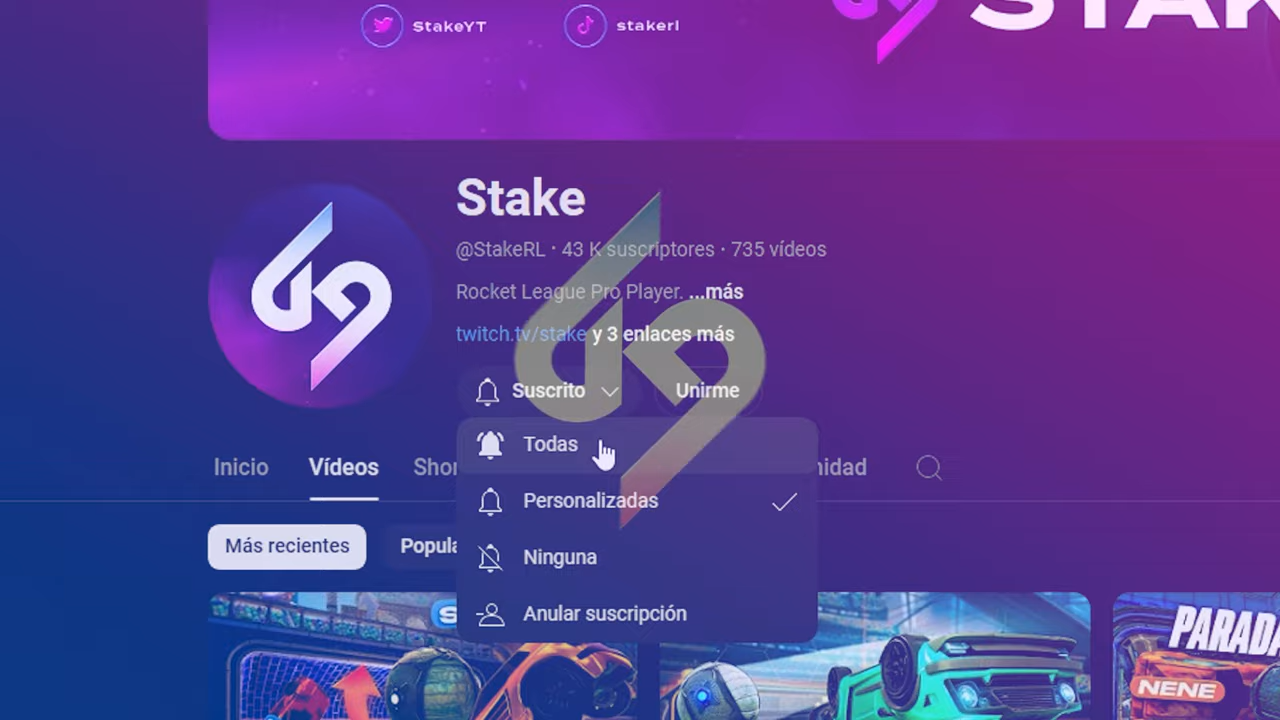 StakeYT
stakerl
Stake
@StakeRL · 43 K suscriptores · 735 vídeos
Rocket League Pro Player. ...más
twitch.tv/stake y 3 enlaces más
Suscrito
Unirme
Todas
Inicio
Vídeos
Personalizadas
Más recientes
Ninguna
Anular suscripción
NENE